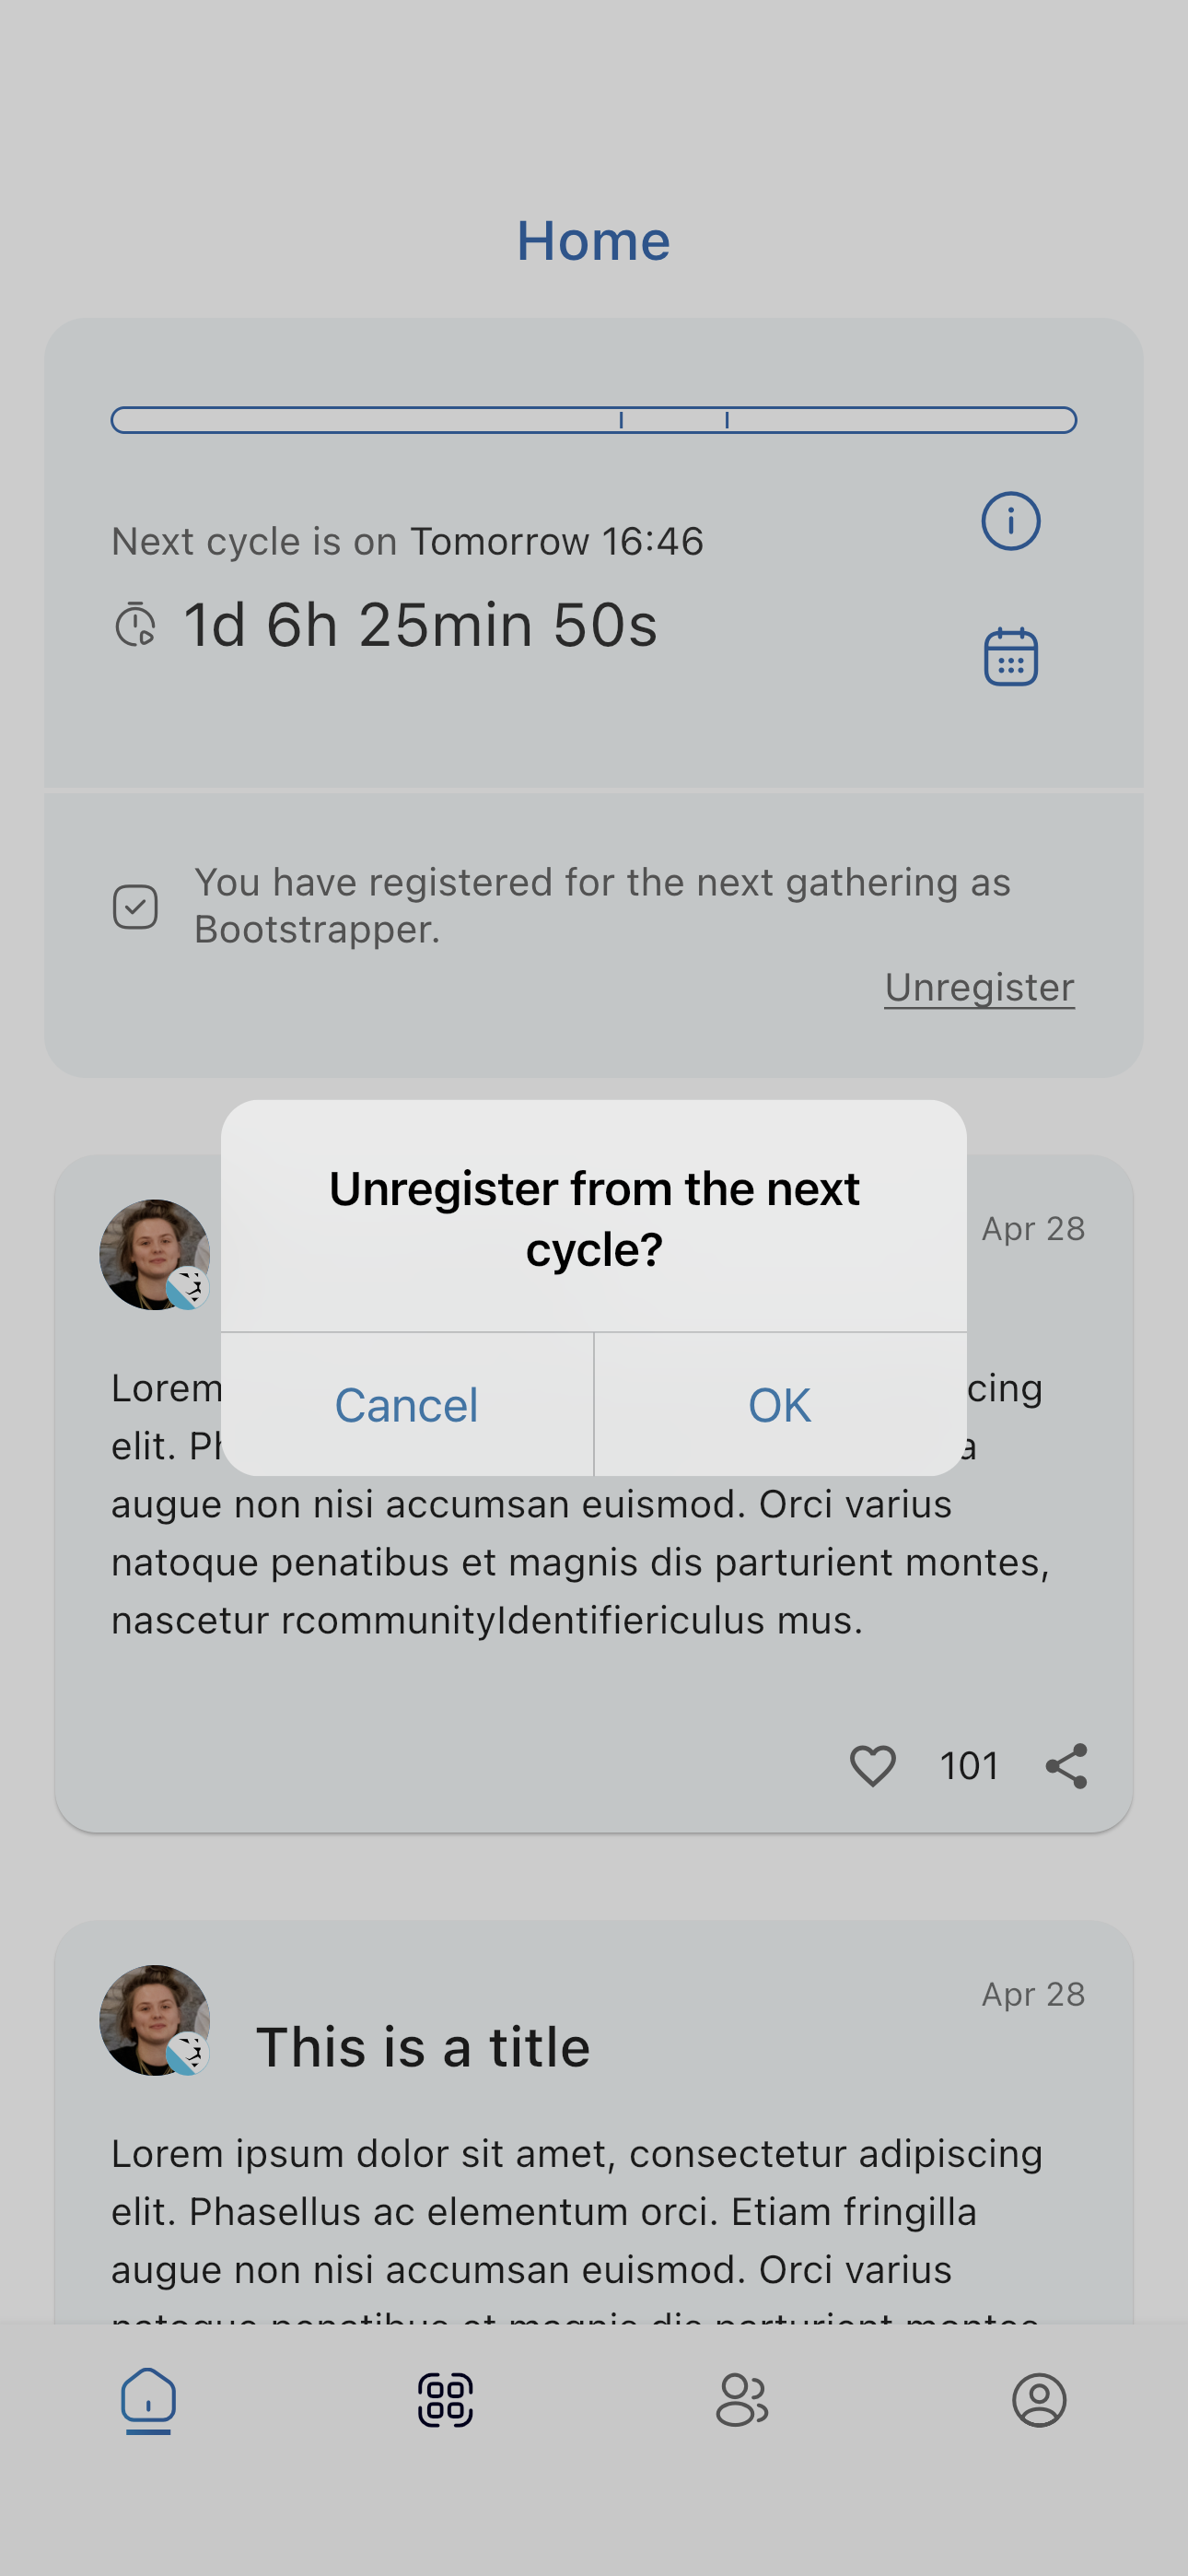 Home
Next cycle is on Tomorrow 16:46
1d 6h 25min 50s
You have registered for the next gathering as
Bootstrapper.
Unregister
Unregister from the next
cycle?
Cancel
OK
Apr 28
Lorem cing
elit. a
augue non nisi accumsan euismod. Orci varius
natoque penatibus et magnis dis parturient montes,
nascetur rcommunityIdentifiericulus mus.
101
Apr 28
This is a title
Lorem ipsum dolor sit amet, consectetur adipiscing
elit. Phasellus ac elementum orci. Etiam fringilla
augue non nisi accumsan euismod. Orci varius